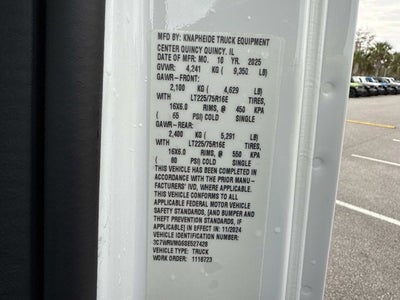 MFD BY: KNAPHEIDE TRUCK EQUIPMENT
CENTER QUINCY QUINCY, IL
DATE OF MFR: MO. 10 YR. 2025
GVWR: 4,241 KG ( 9,350 LB)
GAWR-FRONT:
2,100 KG ( 4,629 LB)
WITH LT225/75R16E TIRES,
16X6.0 RIMS, @ 450 KPA
( 65 PSI) COLD SINGLE
GAWR-REAR:
2,400 KG ( 5,291 LB)
WITH LT225/75R16E TIRES,
16X6.0 RIMS, @ 550 KPA
( 80 PSI) COLD SINGLE
THIS VEHICLE HAS BEEN COMPLETED IN
ACCORDANCE WITH THE PRIOR MANU-
FACTURERS' IVD, WHERE APPLICABLE.
THIS VEHICLE CONFORMS TO ALL
APPLICABLE FEDERAL MOTOR VEHICLE
SAFETY STANDARDS, [AND BUMPER AND
THEFT PREVENTION STANDARDS, IF
APPLICABLE] IN EFFECT IN 11/2024
VEHICLE IDENTIFICATION NUMBER:
VEHICLE TYPE: TRUCK
WORK ORDER: 1118723